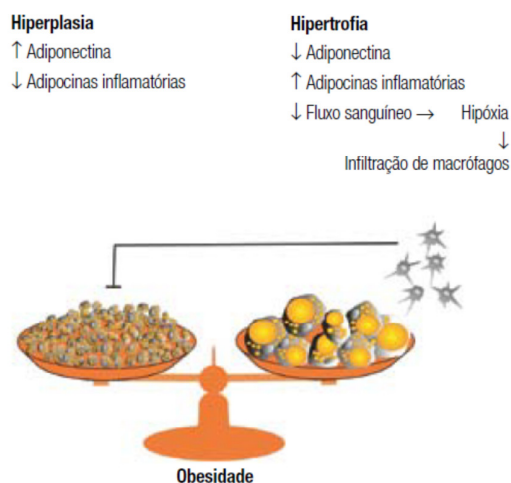 Hiperplasia
↑ Adiponectina
↓ Adipocinas inflamatórias
Hipertrofia
↓ Adiponectina
↑ Adipocinas inflamatórias
↓ Fluxo sanguíneo → Hipóxia
↓
Infiltração de macrófagos
Obesidade